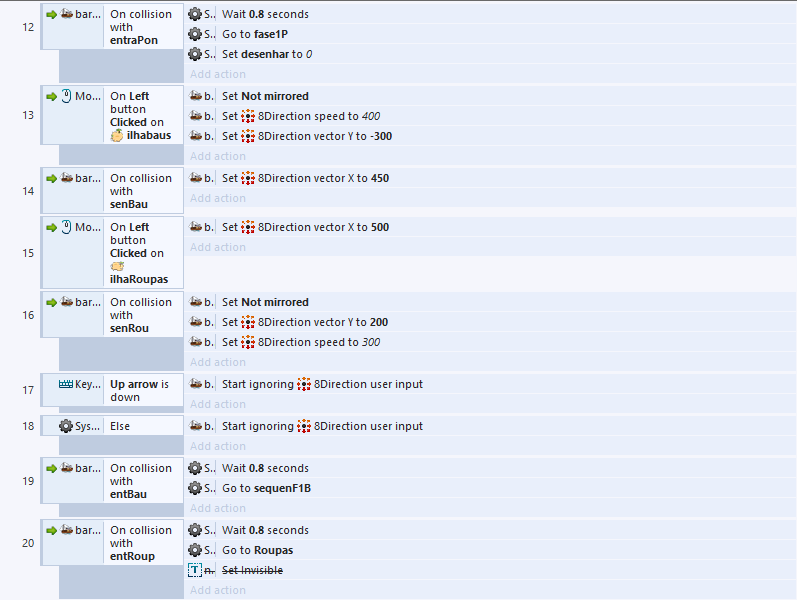 12
bar...
On collision
with
entraPon
S..
Wait 0.8 seconds
S..
Go to fase1P
S..
Set desenhar to 0
Add action
13
Mo...
On Left
button
Clicked on
ilhabaus
b.
Set Not mirrored
b.
Set 8Direction speed to 400
b.
Set 8Direction vector Y to -300
Add action
14
bar...
On collision
with
senBau
b.
Set 8Direction vector X to 450
Add action
15
Mo...
On Left
button
Clicked on
ilhaRoupas
b.
Set 8Direction vector X to 500
Add action
16
bar...
On collision
with
senRou
b.
Set Not mirrored
b.
Set 8Direction vector Y to 200
b.
Set 8Direction speed to 300
Add action
17
Key...
Up arrow is
down
b.
Start ignoring 8Direction user input
Add action
18
Sys...
Else
b.
Start ignoring 8Direction user input
Add action
19
bar...
On collision
with
entBau
S..
Wait 0.8 seconds
S..
Go to sequenF1B
Add action
20
bar...
On collision
with
entRoup
S..
Wait 0.8 seconds
S..
Go to Roupas
T
n.
Set Invisible
Add action